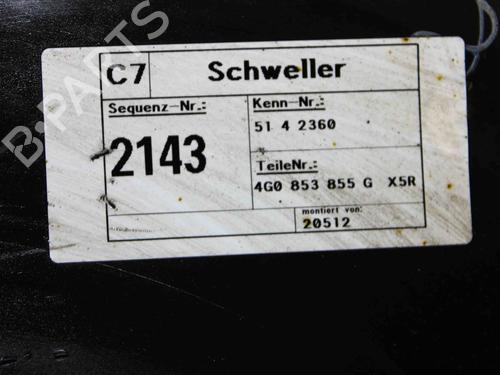 C7 Schweller
Sequenz-Nr.: Kenn-Nr.:
2143 51 4 2360
TeileNr.:
4G0 853 855 G X5R
montiert von:
20512
B-PARTS